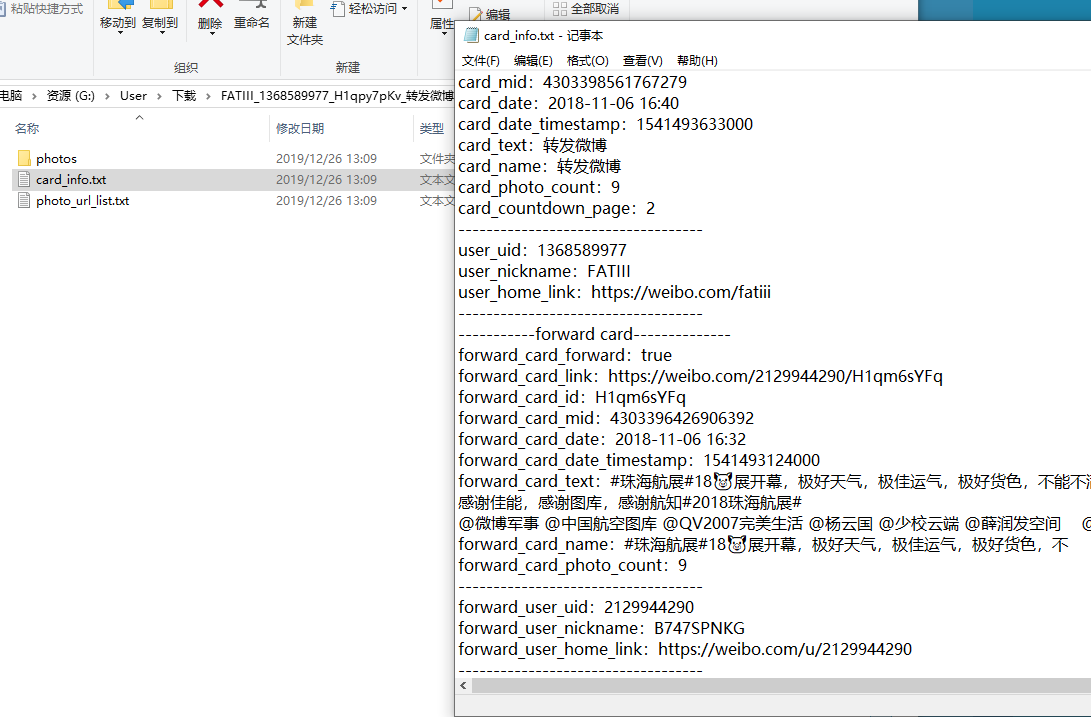 粘贴快捷方式
移动到 复制到 删除 重命名 新建
文件夹 轻松访问 属性 编辑 全部取消
组织 新建
电脑 › 资源 (G:) › User › 下载 › FATIII_1368589977_H1qpy7pKv_转发微博
名称 修改日期 类型
photos 2019/12/26 13:09 文件夹
card_info.txt 2019/12/26 13:09 文本文
photo_url_list.txt 2019/12/26 13:09 文本文
card_info.txt - 记事本
文件(F) 编辑(E) 格式(O) 查看(V) 帮助(H)
card_mid：4303398561767279
card_date：2018-11-06 16:40
card_date_timestamp：1541493633000
card_text：转发微博
card_name：转发微博
card_photo_count：9
card_countdown_page：2
--------------------------------
user_uid：1368589977
user_nickname：FATIII
user_home_link：https://weibo.com/fatiii
--------------------------------
----------forward card-------------
forward_card_forward：true
forward_card_link：https://weibo.com/2129944290/H1qm6sYFq
forward_card_id：H1qm6sYFq
forward_card_mid：4303396426906392
forward_card_date：2018-11-06 16:32
forward_card_date_timestamp：1541493124000
forward_card_text：#珠海航展#18🐷展开幕，极好天气，极佳运气，极好货色，不能不
感谢佳能，感谢图库，感谢航知#2018珠海航展#
@微博军事 @中国航空图库 @QV2007完美生活 @杨云国 @少校云端 @薛润发空间 @
forward_card_name：#珠海航展#18🐷展开幕，极好天气，极佳运气，极好货色，不
forward_card_photo_count：9
--------------------------------
forward_user_uid：2129944290
forward_user_nickname：B747SPNKG
forward_user_home_link：https://weibo.com/u/2129944290
--------------------------------